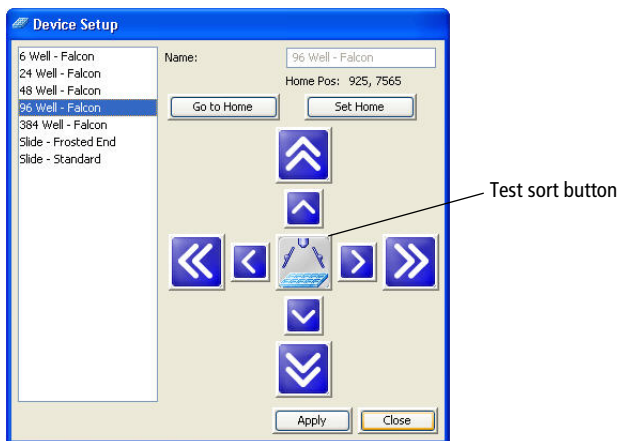 Device Setup
6 Well - Falcon
24 Well - Falcon
48 Well - Falcon
96 Well - Falcon
384 Well - Falcon
Slide - Frosted End
Slide - Standard
Name:
96 Well - Falcon
Home Pos: 925, 7565
Go to Home
Set Home
Test sort button
Apply
Close